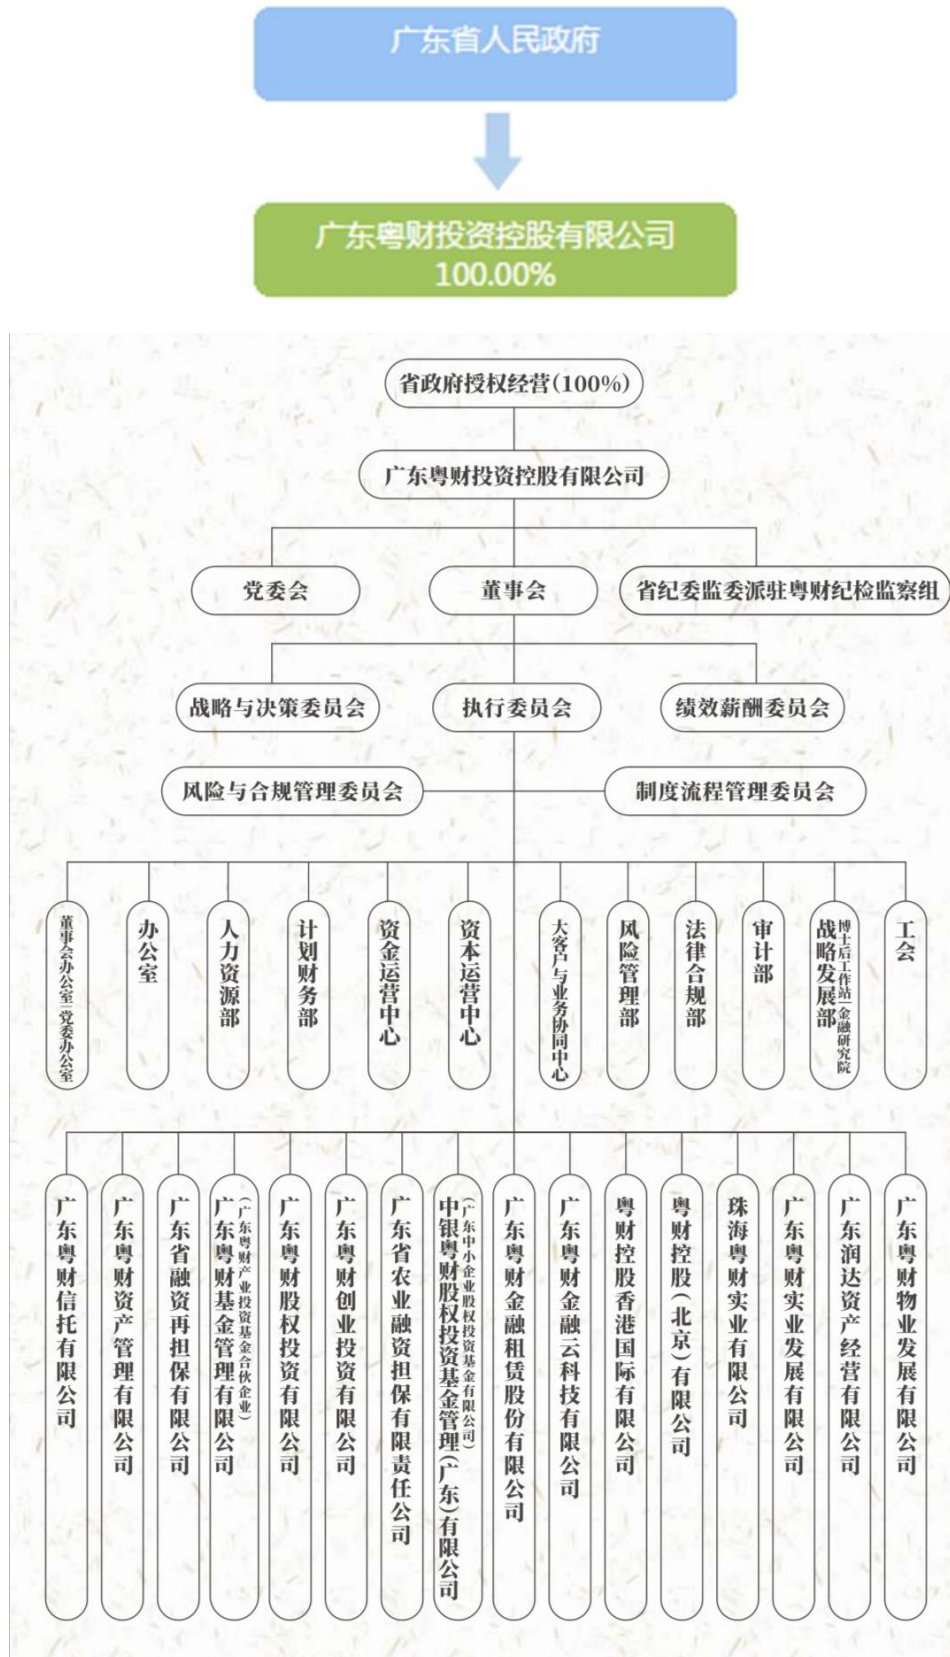 广东省人民政府
广东粤财投资控股有限公司
100.00%
省政府授权经营(100%)
广东粤财投资控股有限公司
党委会
董事会
省纪委监委派驻粤财纪检监察组
战略与决策委员会
执行委员会
绩效薪酬委员会
风险与合规管理委员会
制度流程管理委员会
董事会办公室|党委办公室
办公室
人力资源部
计划财务部
资金运营中心
资本运营中心
大客户与业务协同中心
风险管理部
法律合规部
审计部
博士后工作站|金融研究院
战略发展部
工会
广东粤财信托有限公司
广东粤财资产管理有限公司
广东省融资再担保有限公司
(广东粤财产业投资基金合伙企业)
广东粤财基金管理有限公司
广东粤财股权投资有限公司
广东粤财创业投资有限公司
广东省农业融资担保有限责任公司
(广东中小企业股权投资基金有限公司)
中银粤财股权投资基金管理(广东)有限公司
广东粤财金融租赁股份有限公司
广东粤财金融云科技有限公司
粤财控股香港国际有限公司
粤财控股(北京)有限公司
珠海粤财实业有限公司
广东粤财实业发展有限公司
广东润达资产经营有限公司
广东粤财物业发展有限公司